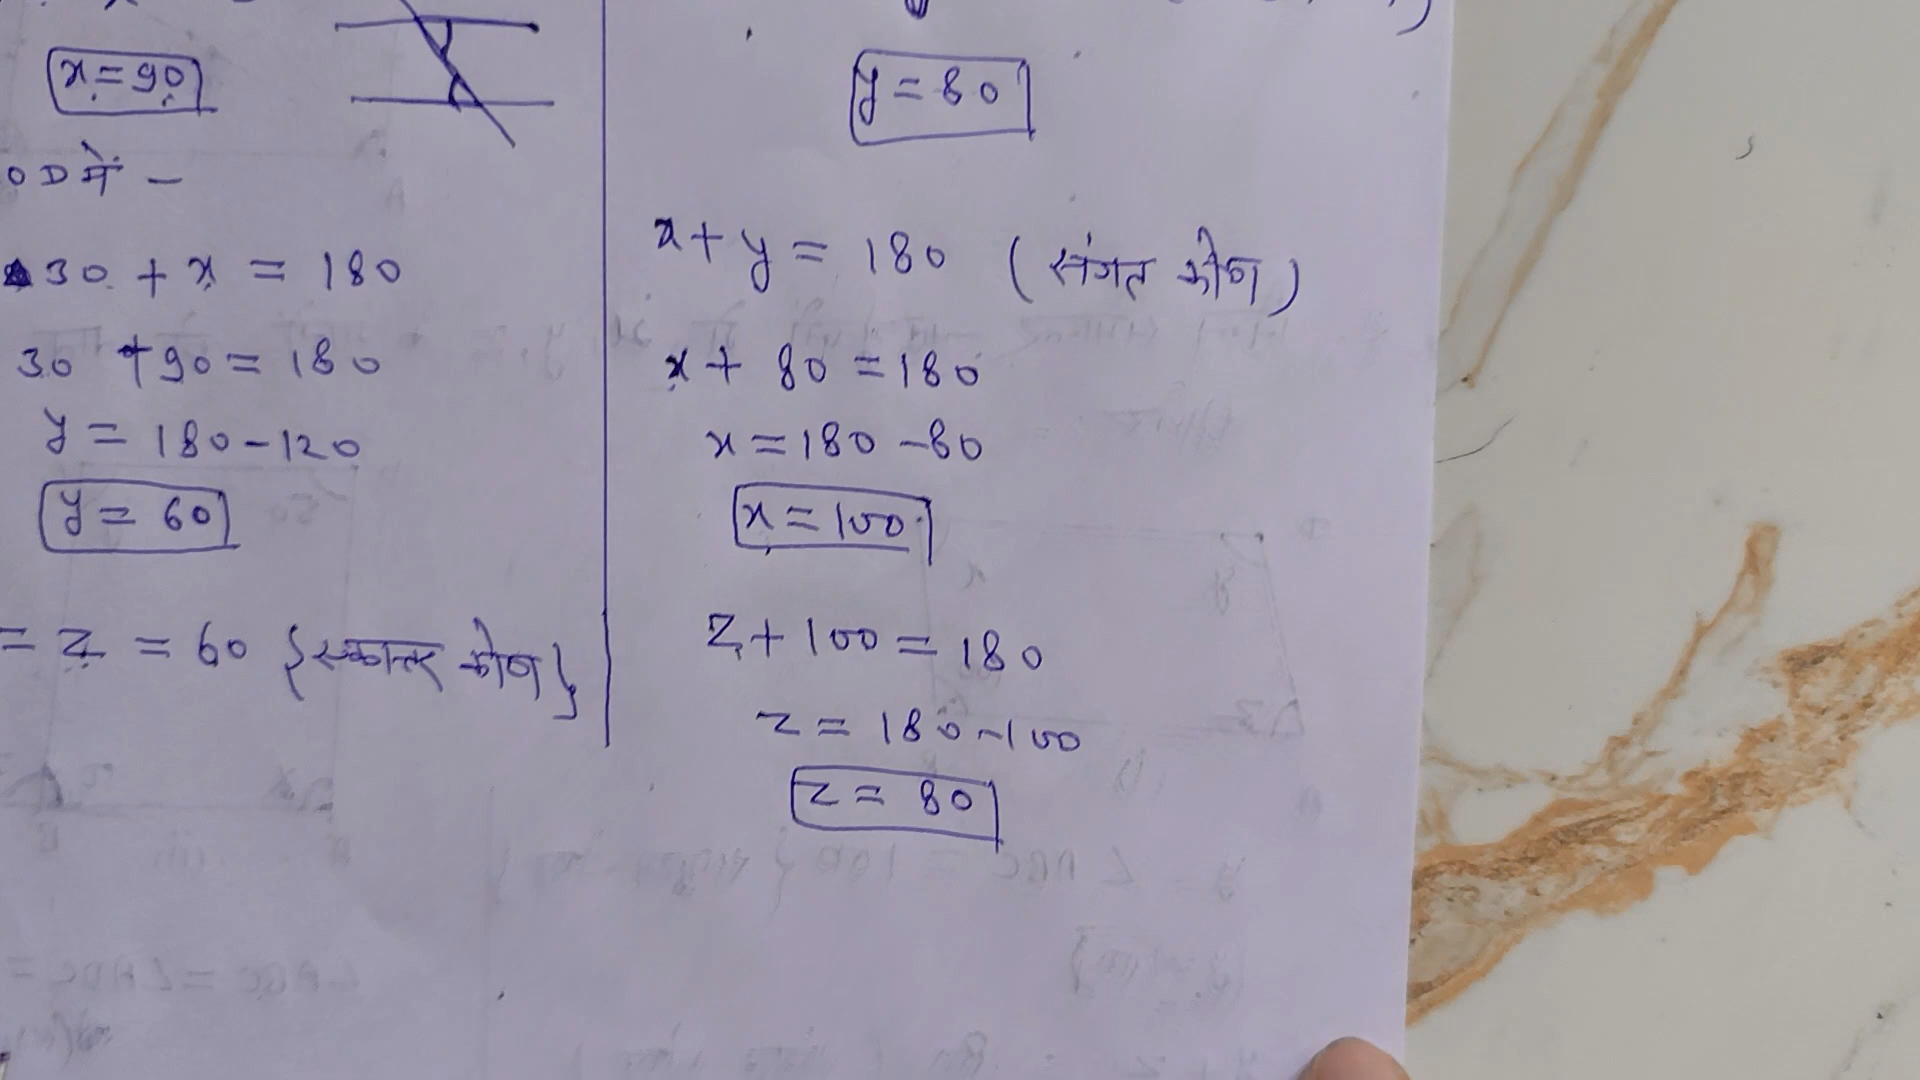 x = 90
OD में –
30 + x = 180
30 + 90 = 180
y = 180 - 120
y = 60
= z = 60 {एकान्तर कोण}
y = 80
x + y = 180 (संगत कोण)
x + 80 = 180
x = 180 - 80
x = 100
z + 100 = 180
z = 180 - 100
z = 80